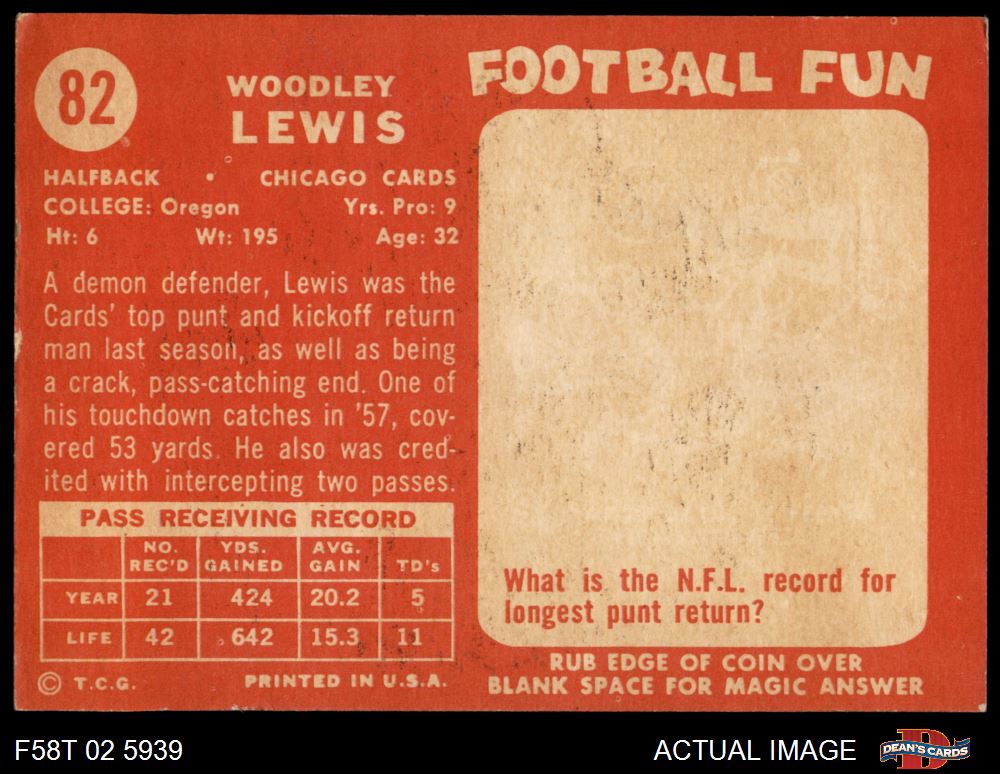 82
WOODLEY
LEWIS
HALFBACK • CHICAGO CARDS
COLLEGE: Oregon Yrs. Pro: 9
Ht: 6 Wt: 195 Age: 32
A demon defender, Lewis was the
Cards' top punt and kickoff return
man last season, as well as being
a crack, pass-catching end. One of
his touchdown catches in '57, cov-
ered 53 yards. He also was cred-
ited with intercepting two passes.
PASS RECEIVING RECORD
NO. REC'D YDS. GAINED AVG. GAIN TD's
YEAR 21 424 20.2 5
LIFE 42 642 15.3 11
© T.C.G. PRINTED IN U.S.A.
FOOTBALL FUN
What is the N.F.L. record for
longest punt return?
RUB EDGE OF COIN OVER
BLANK SPACE FOR MAGIC ANSWER
F58T 02 5939
ACTUAL IMAGE
DEAN'S CARDS